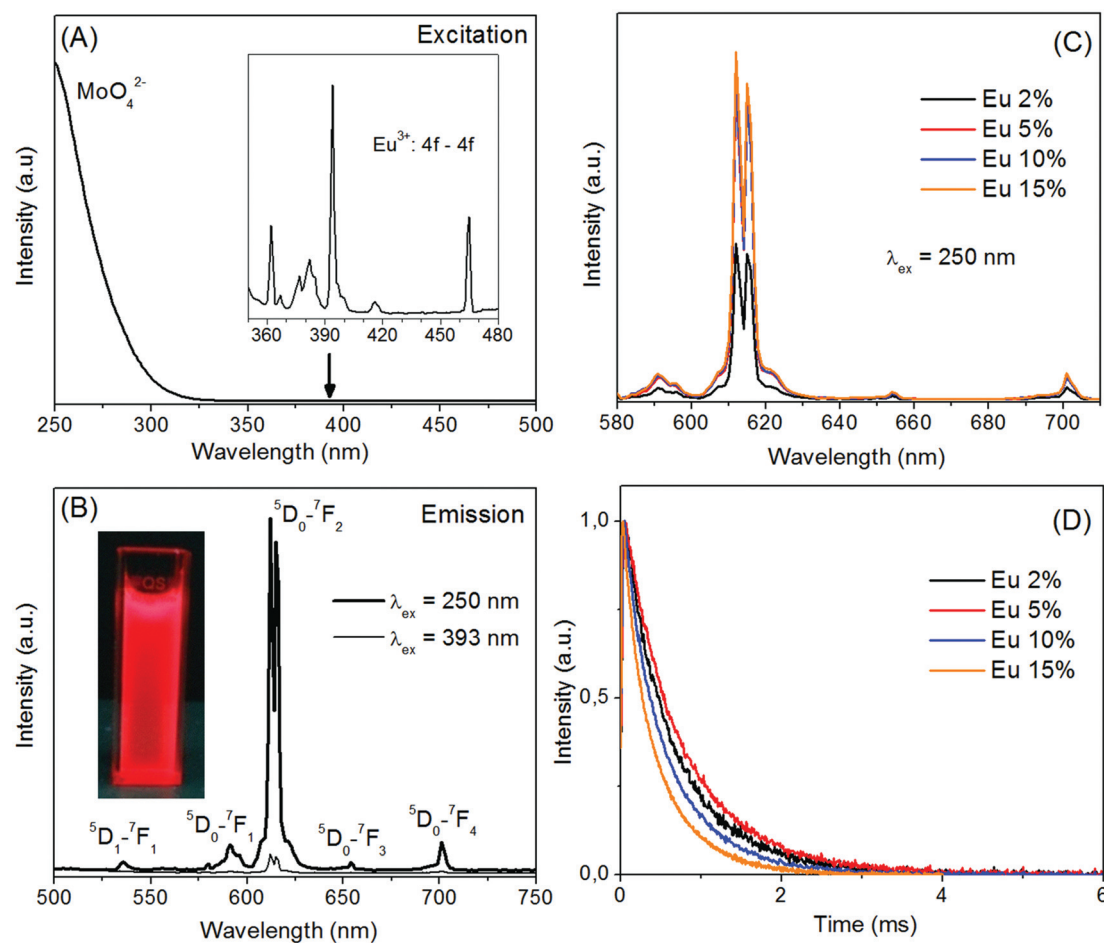 (A)
Excitation
MoO₄²⁻
Eu³⁺: 4f - 4f
360 390 420 450 480
Intensity (a.u)
250 300 350 400 450 500
Wavelength (nm)
(C)
Eu 2%
Eu 5%
Eu 10%
Eu 15%
λex = 250 nm
Intensity (a.u.)
580 600 620 640 660 680 700
Wavelength (nm)
(B)
Emission
⁵D₀-⁷F₂
QS
λex = 250 nm
λex = 393 nm
⁵D₁-⁷F₁
⁵D₀-⁷F₁
⁵D₀-⁷F₃
⁵D₀-⁷F₄
Intensity (a.u.)
500 550 600 650 700 750
Wavelength (nm)
(D)
1,0
Eu 2%
Eu 5%
Eu 10%
Eu 15%
0,5
Intensity (a.u.)
0,0
0 2 4 6
Time (ms)